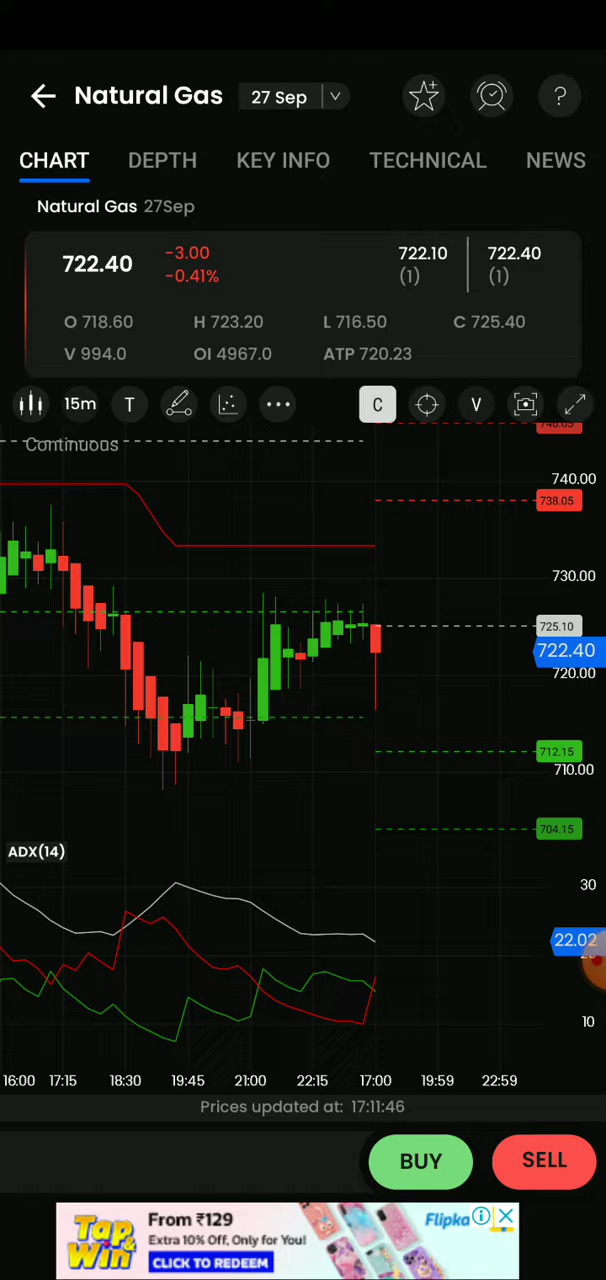 Natural Gas 27 Sep
?
CHART DEPTH KEY INFO TECHNICAL NEWS
Natural Gas 27Sep
722.40 -3.00 722.10 722.40
-0.41% (1) (1)
O 718.60 H 723.20 L 716.50 C 725.40
V 994.0 OI 4967.0 ATP 720.23
15m T C V
746.05
Continuous
740.00
738.05
730.00
725.10
722.40
720.00
712.15
710.00
704.15
ADX(14)
30
22.02
10
16:00 17:15 18:30 19:45 21:00 22:15 17:00 19:59 22:59
Prices updated at: 17:11:46
BUY SELL
Tap & Win
From ₹129
Extra 10% Off, Only for You!
CLICK TO REDEEM
Flipka